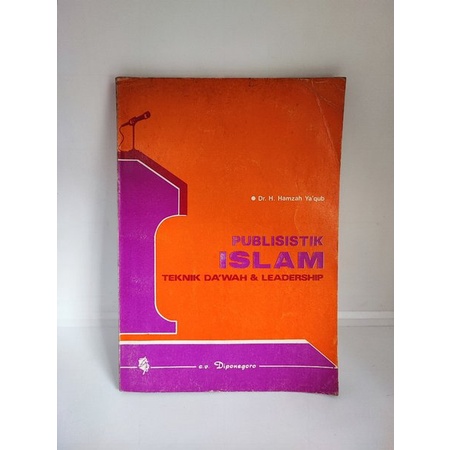 ● Dr. H. Hamzah Ya'qub
PUBLISISTIK
ISLAM
TEKNIK DA'WAH & LEADERSHIP
c.v. Diponegoro